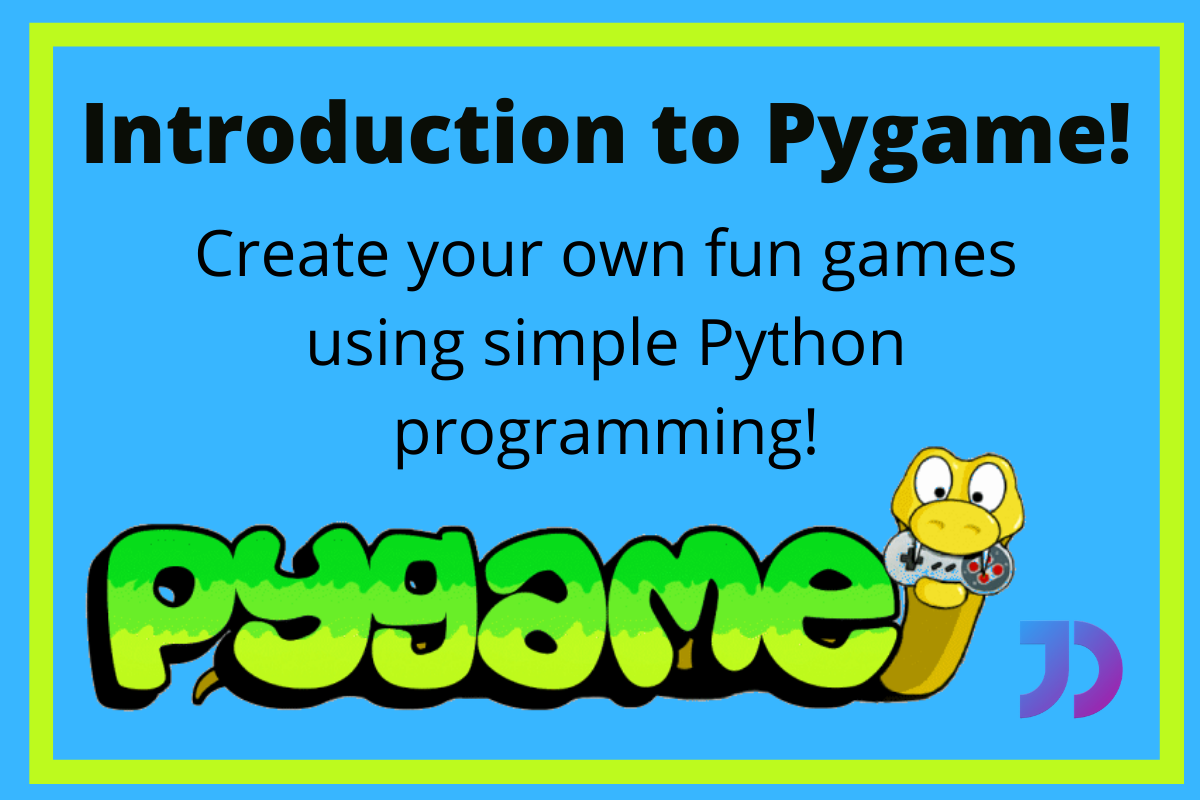 Introduction to Pygame!
Create your own fun games
using simple Python
programming!
pygame
JD